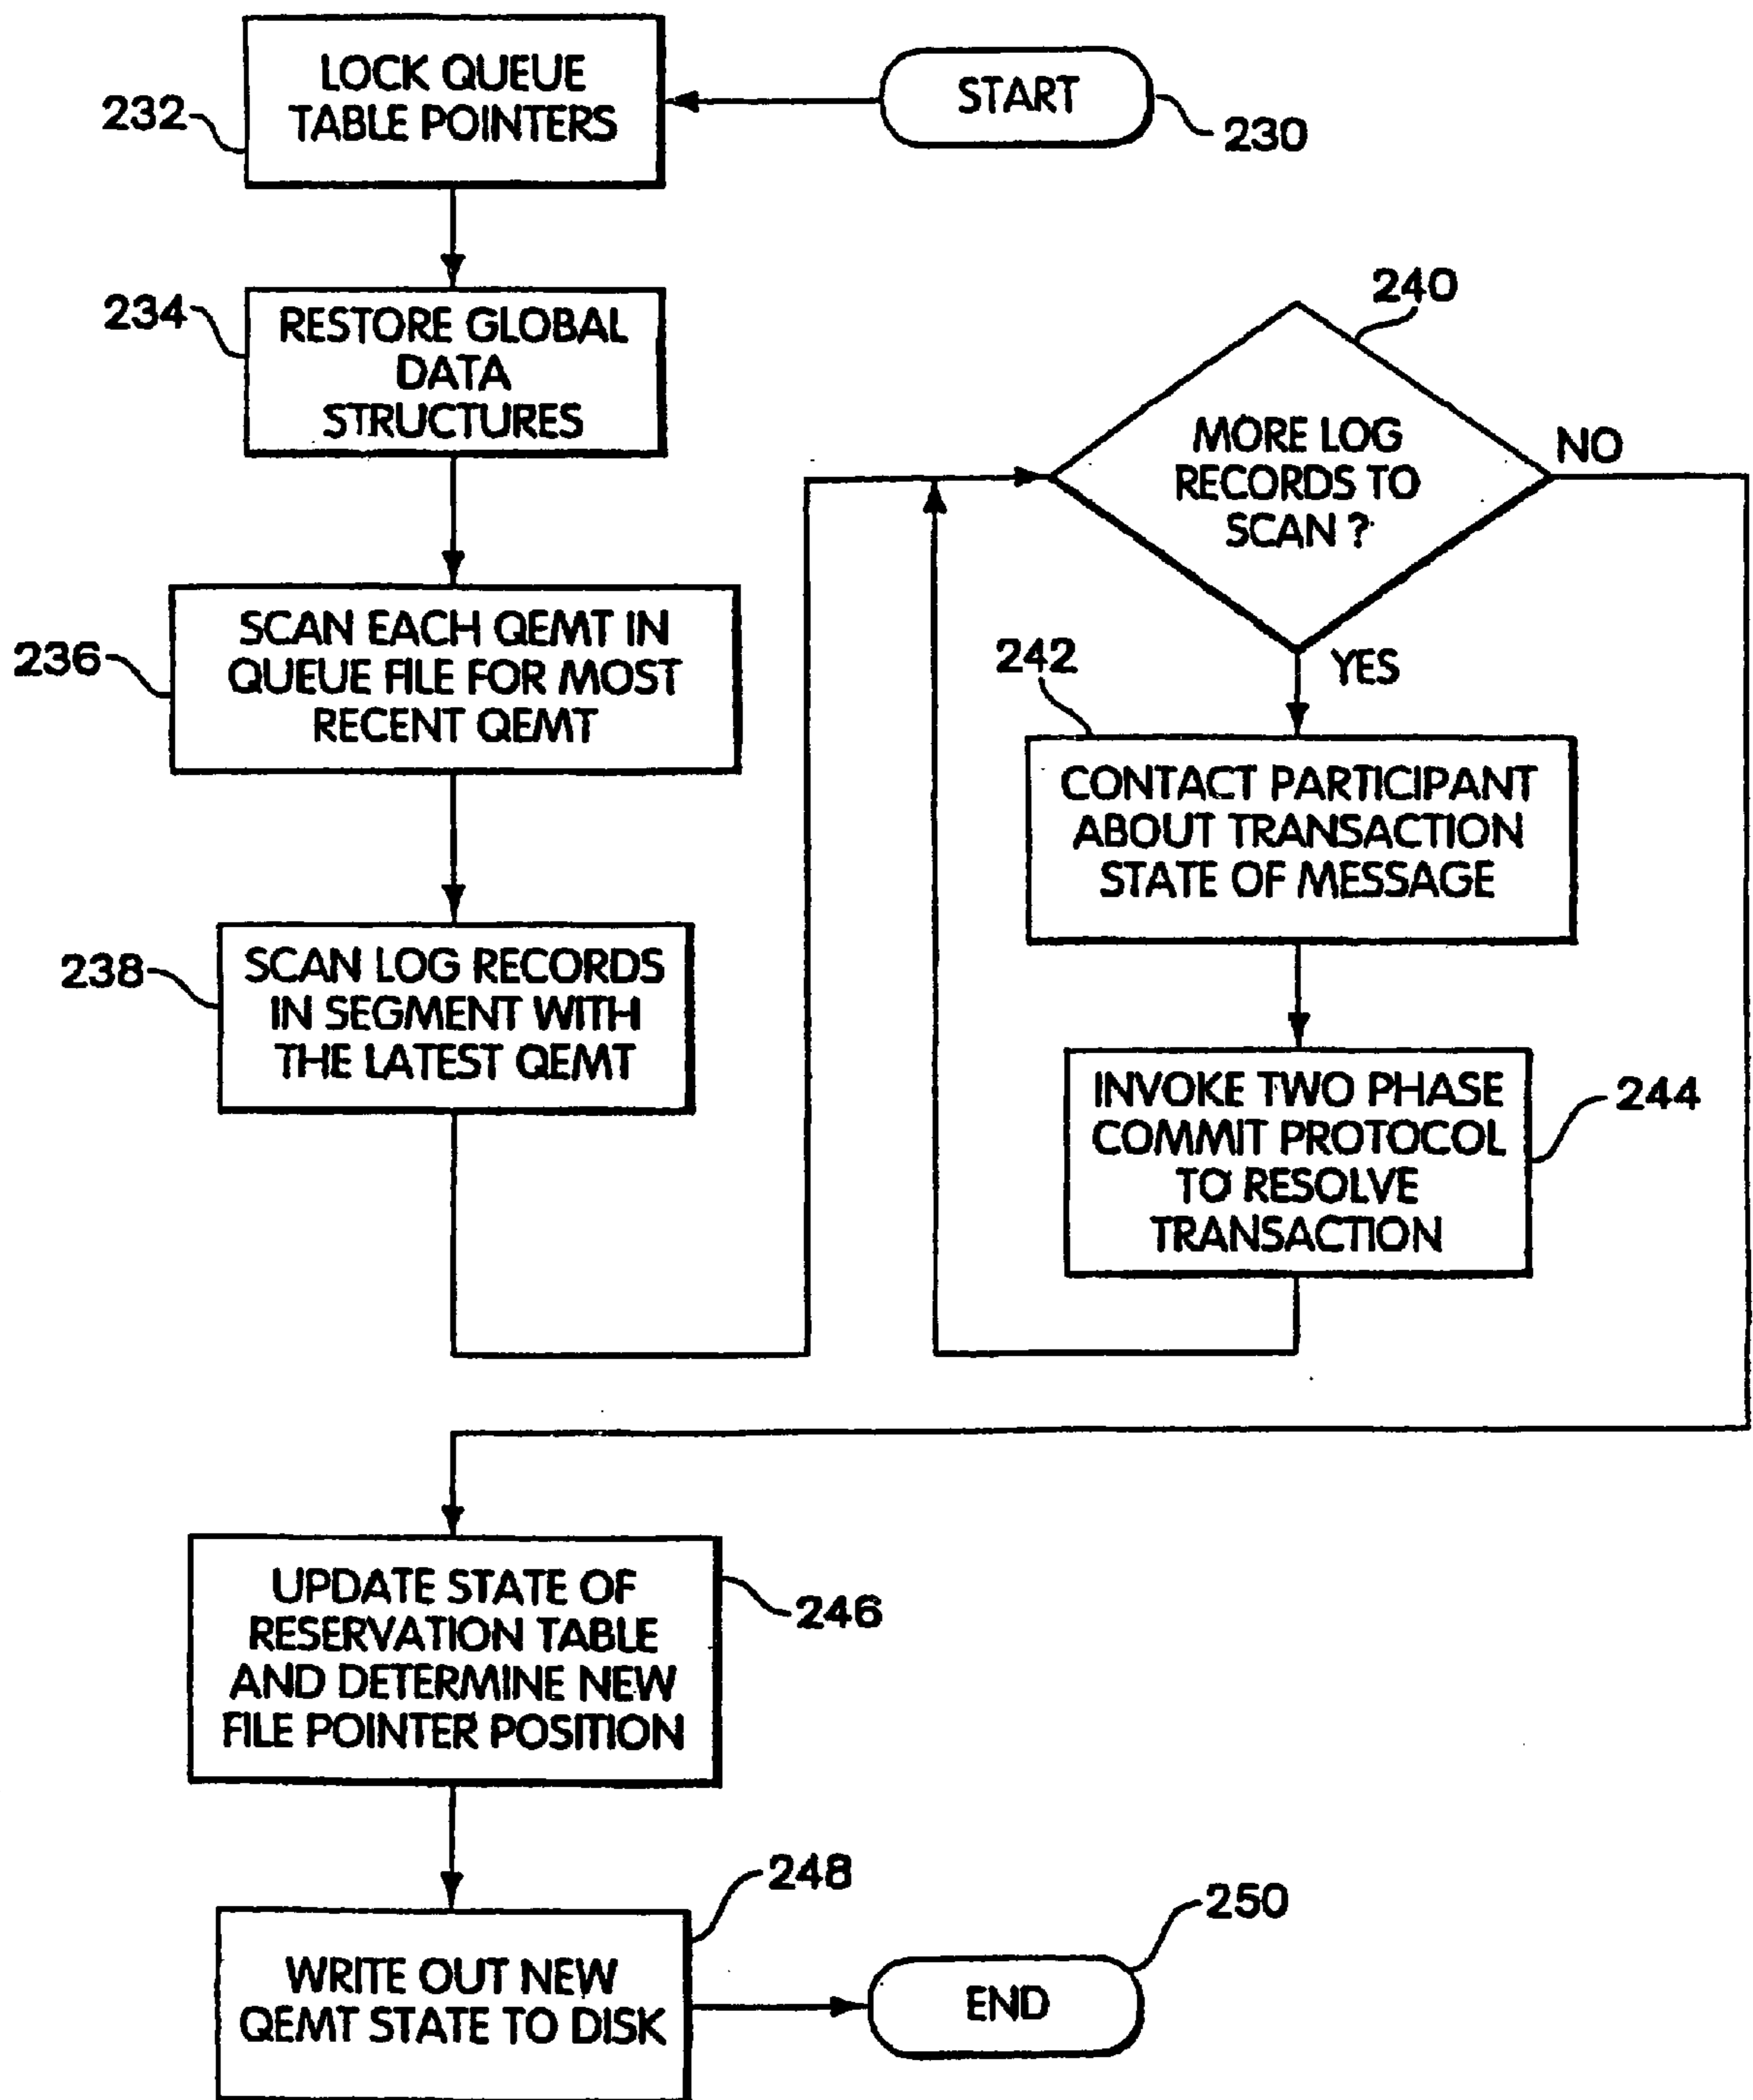 LOCK QUEUE
TABLE POINTERS
232
START
230
RESTORE GLOBAL
DATA
STRUCTURES
234
SCAN EACH QEMT IN
QUEUE FILE FOR MOST
RECENT QEMT
236
SCAN LOG RECORDS
IN SEGMENT WITH
THE LATEST QEMT
238
240
MORE LOG
RECORDS TO
SCAN ?
NO
YES
242
CONTACT PARTICIPANT
ABOUT TRANSACTION
STATE OF MESSAGE
INVOKE TWO PHASE
COMMIT PROTOCOL
TO RESOLVE
TRANSACTION
244
UPDATE STATE OF
RESERVATION TABLE
AND DETERMINE NEW
FILE POINTER POSITION
246
WRITE OUT NEW
QEMT STATE TO DISK
248
END
250